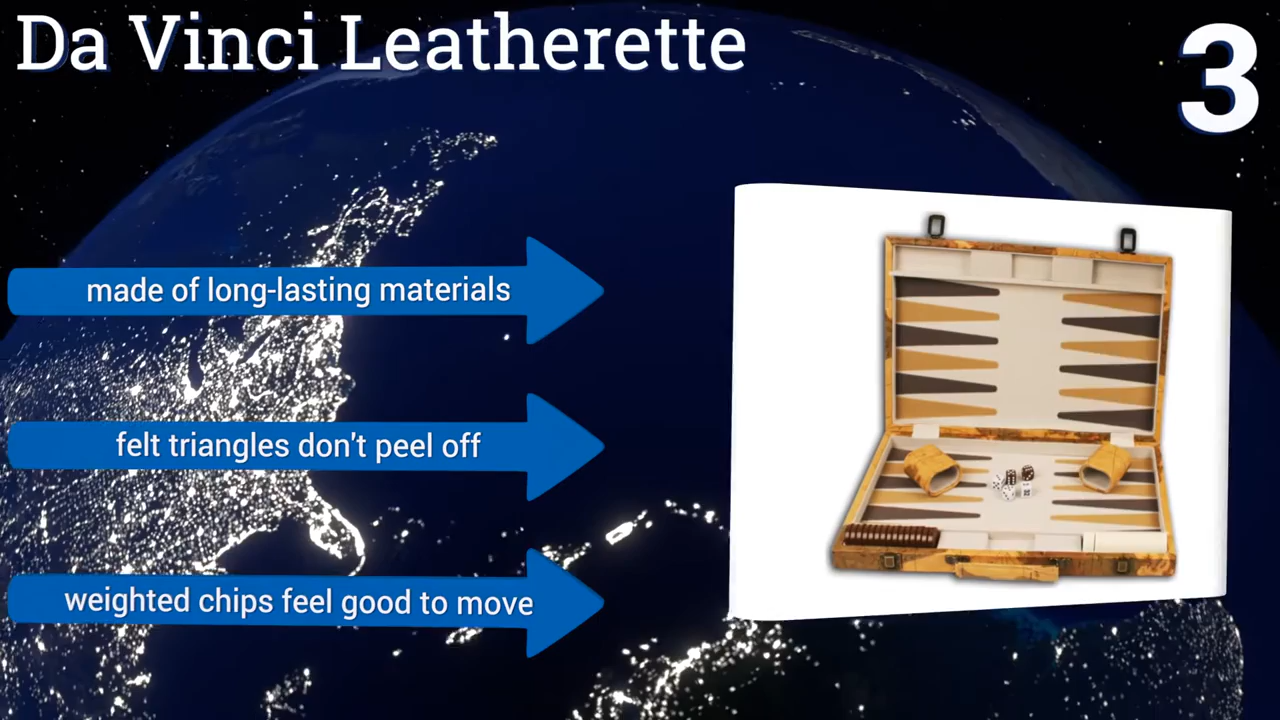 Da Vinci Leatherette
3
made of long-lasting materials
felt triangles don't peel off
weighted chips feel good to move